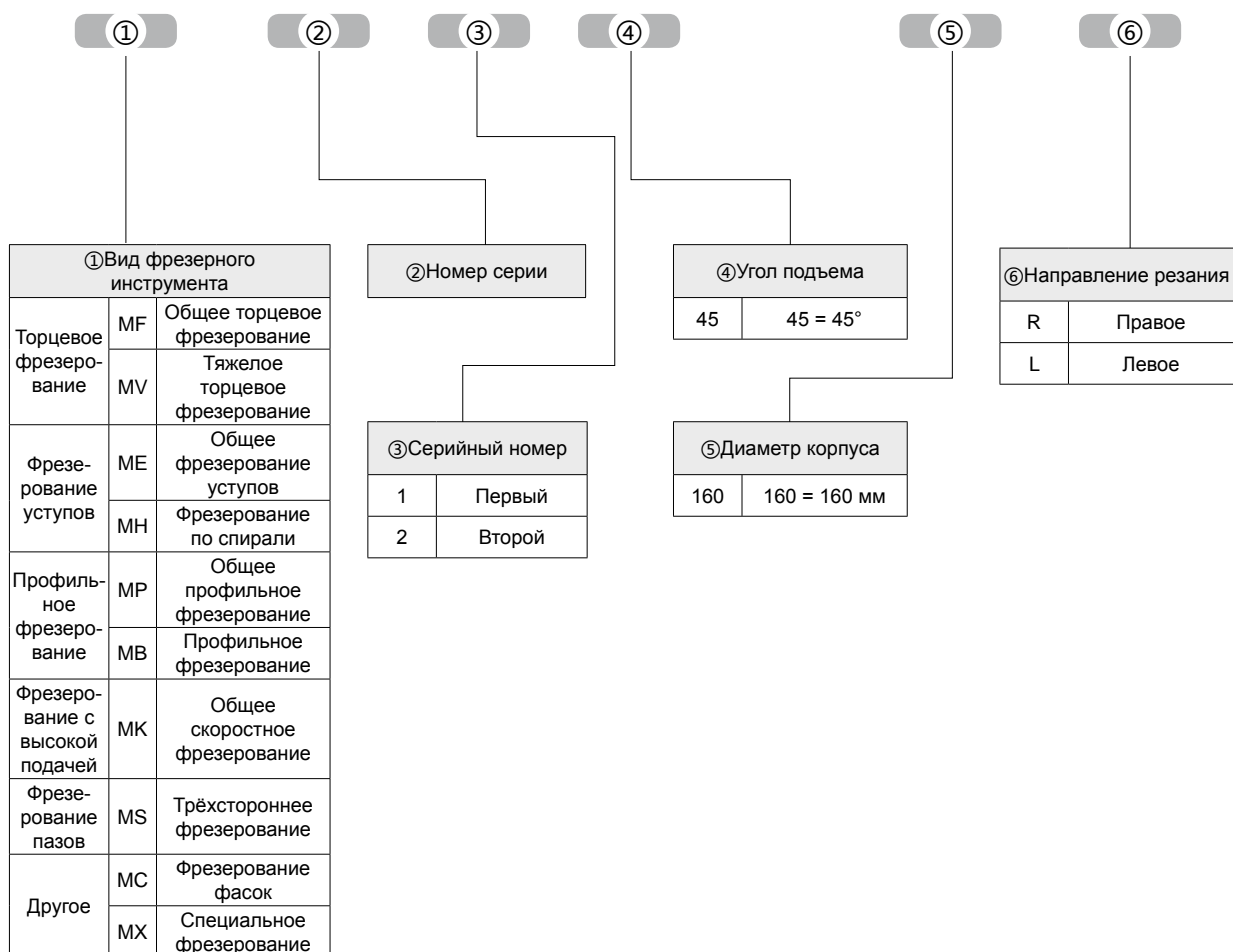 ① ② ③ ④ ⑤ ⑥
①Вид фрезерного
инструмента
Торцевое
фрезеро-
вание
MF
Общее торцевое
фрезерование
MV
Тяжелое
торцевое
фрезерование
Фрезе-
рование
уступов
ME
Общее
фрезерование
уступов
MH
Фрезерование
по спирали
Профиль-
ное
фрезеро-
вание
MP
Общее
профильное
фрезерование
MB
Профильное
фрезерование
Фрезеро-
вание с
высокой
подачей
MK
Общее
скоростное
фрезерование
Фрезе-
рование
пазов
MS
Трёхстороннее
фрезерование
Другое
MC
Фрезерование
фасок
MX
Специальное
фрезерование
②Номер серии
③Серийный номер
1 Первый
2 Второй
④Угол подъема
45 45 = 45°
⑤Диаметр корпуса
160 160 = 160 мм
⑥Направление резания
R Правое
L Левое